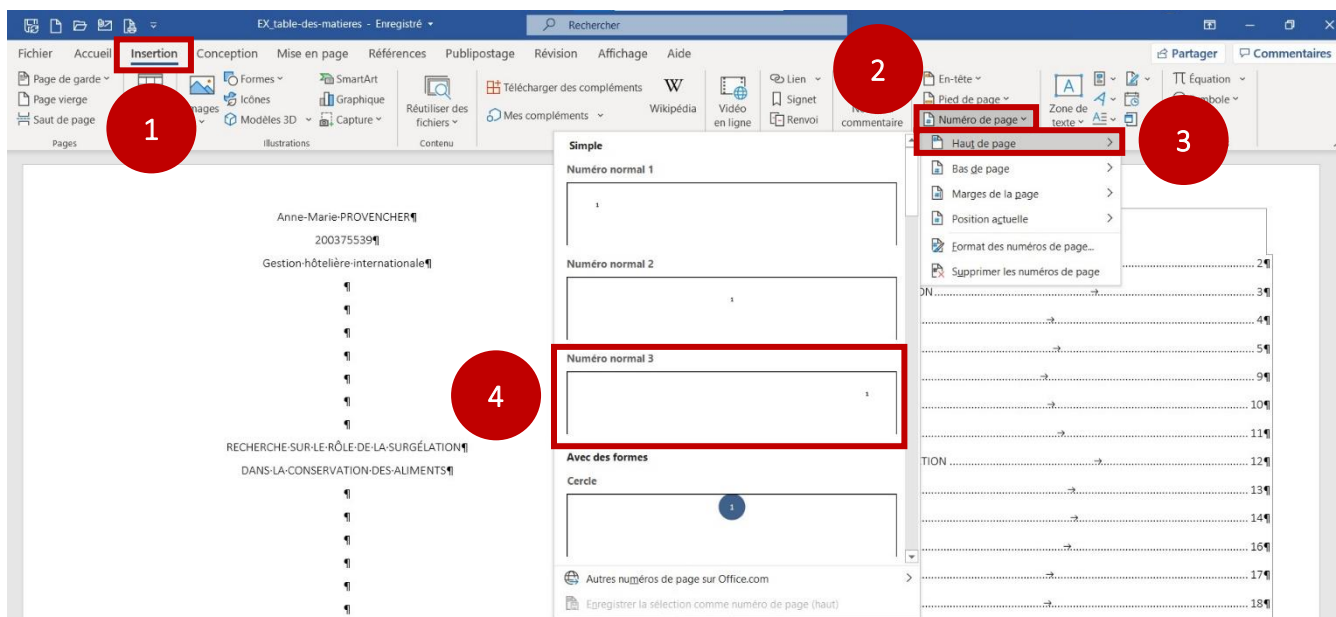 EX_table-des-matieres - Enregistré
Rechercher
Fichier Accueil Insertion Conception Mise en page Références Publipostage Révision Affichage Aide
Partager Commentaires
Page de garde
Page vierge
Saut de page
Pages
1
Formes
Icônes
Modèles 3D
SmartArt
Graphique
Capture
Illustrations
Réutiliser des
fichiers
Contenu
Télécharger des compléments
Mes compléments
W
Wikipédia
Vidéo
en ligne
Lien
Signet
Renvoi
commentaire
2
En-tête
Pied de page
Numéro de page
A
Zone de
texte
π Équation
3
Haut de page
Bas de page
Marges de la page
Position actuelle
Format des numéros de page...
Supprimer les numéros de page
Simple
Numéro normal 1
1
Numéro normal 2
1
Numéro normal 3
1
4
Avec des formes
Cercle
1
Autres numéros de page sur Office.com
Enregistrer la sélection comme numéro de page (haut)
Anne-Marie·PROVENCHER¶
200375539¶
Gestion·hôtelière·internationale¶
¶
¶
¶
¶
¶
¶
¶
RECHERCHE·SUR·LE·RÔLE·DE·LA·SURGÉLATION¶
DANS·LA·CONSERVATION·DES·ALIMENTS¶
¶
¶
¶
¶
¶
¶
2¶
→ 3¶
→ 4¶
→ 5¶
→ 9¶
→ 10¶
→ 11¶
→ 12¶
→ 13¶
→ 14¶
→ 16¶
→ 17¶
→ 18¶